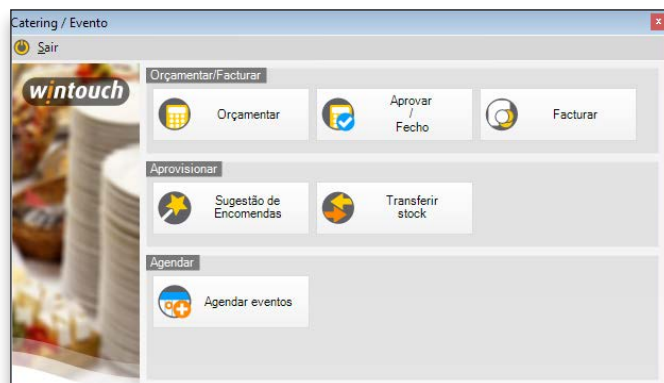 Catering / Evento
Sair
wintouch
Orçamentar/Facturar
Orçamentar
Aprovar
/
Fecho
Facturar
Aprovisionar
Sugestão de
Encomendas
Transferir
stock
Agendar
Agendar eventos